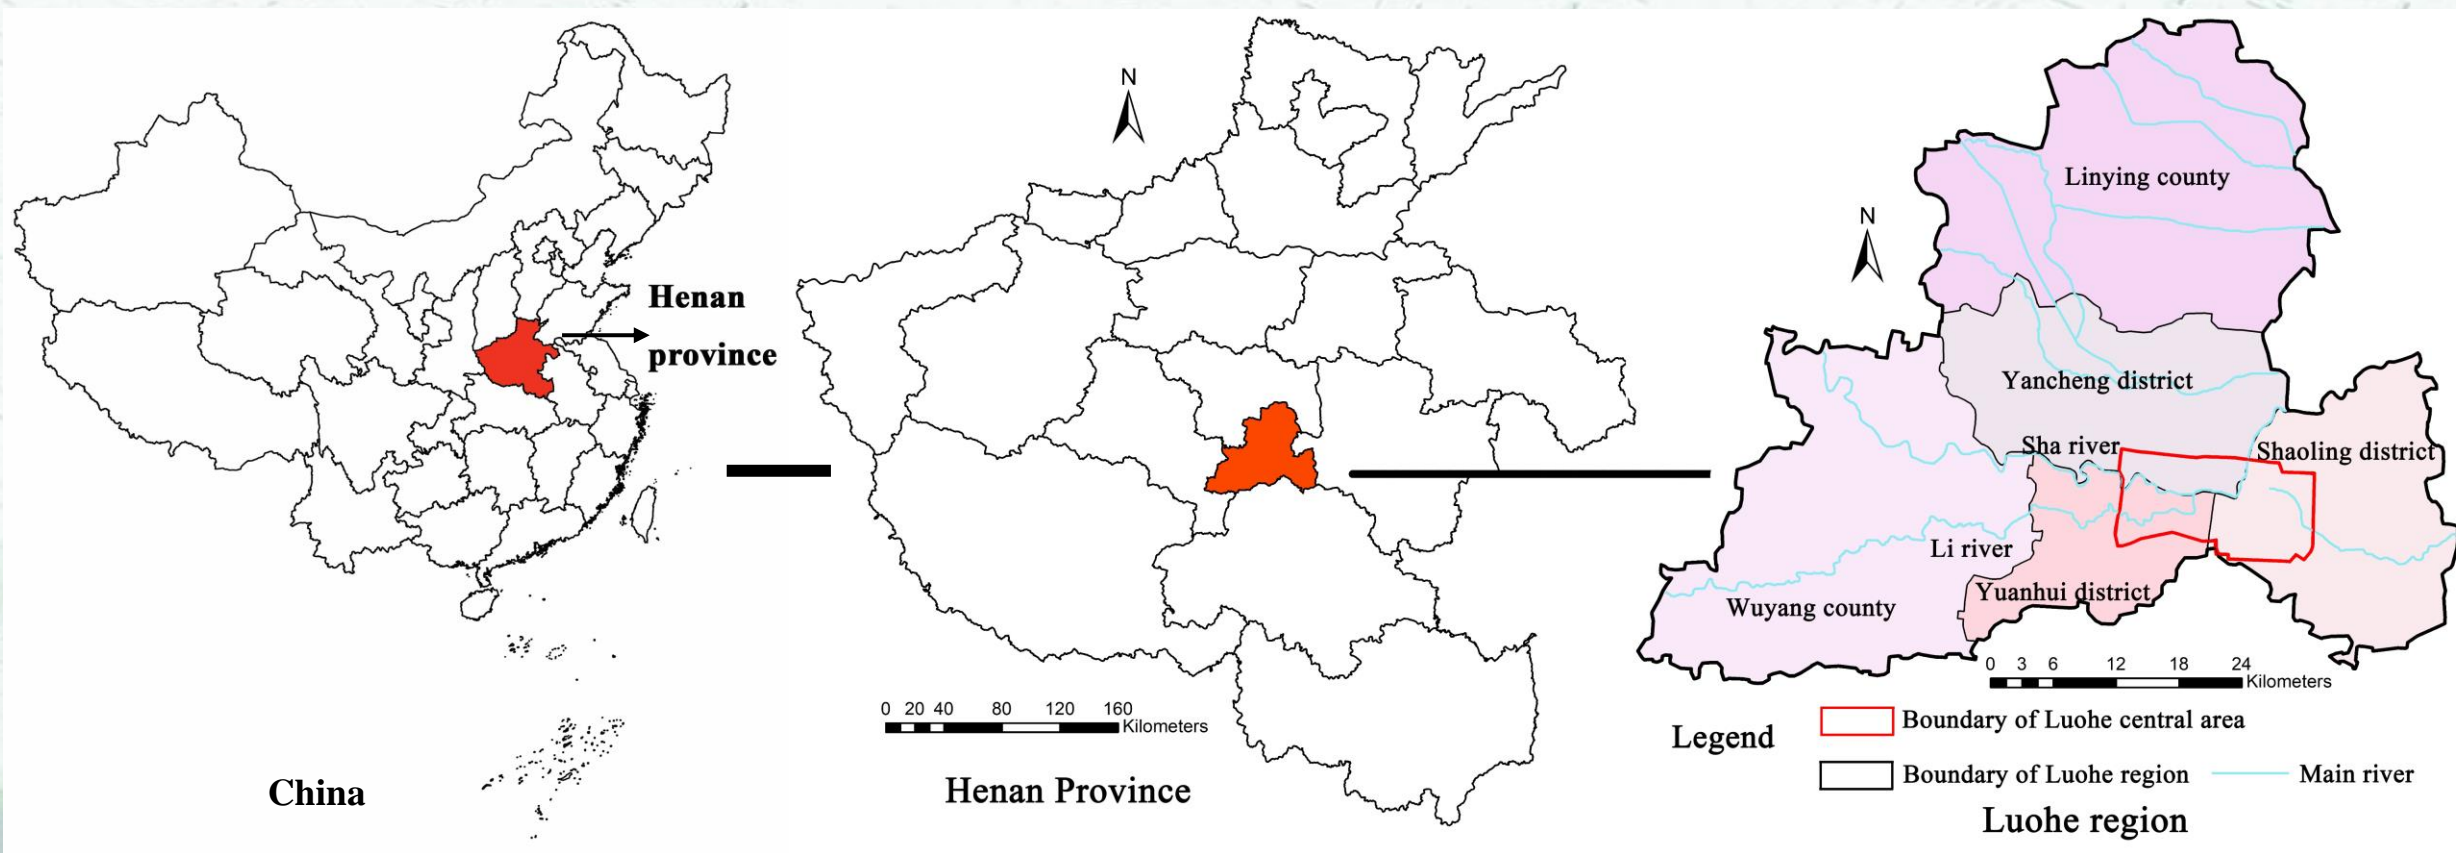 Henan
province
China
N
0 20 40 80 120 160
Kilometers
Henan Province
N
Linying county
Yancheng district
Sha river
Shaoling district
Li river
Yuanhui district
Wuyang county
0 3 6 12 18 24
Kilometers
Legend
Boundary of Luohe central area
Boundary of Luohe region
Main river
Luohe region